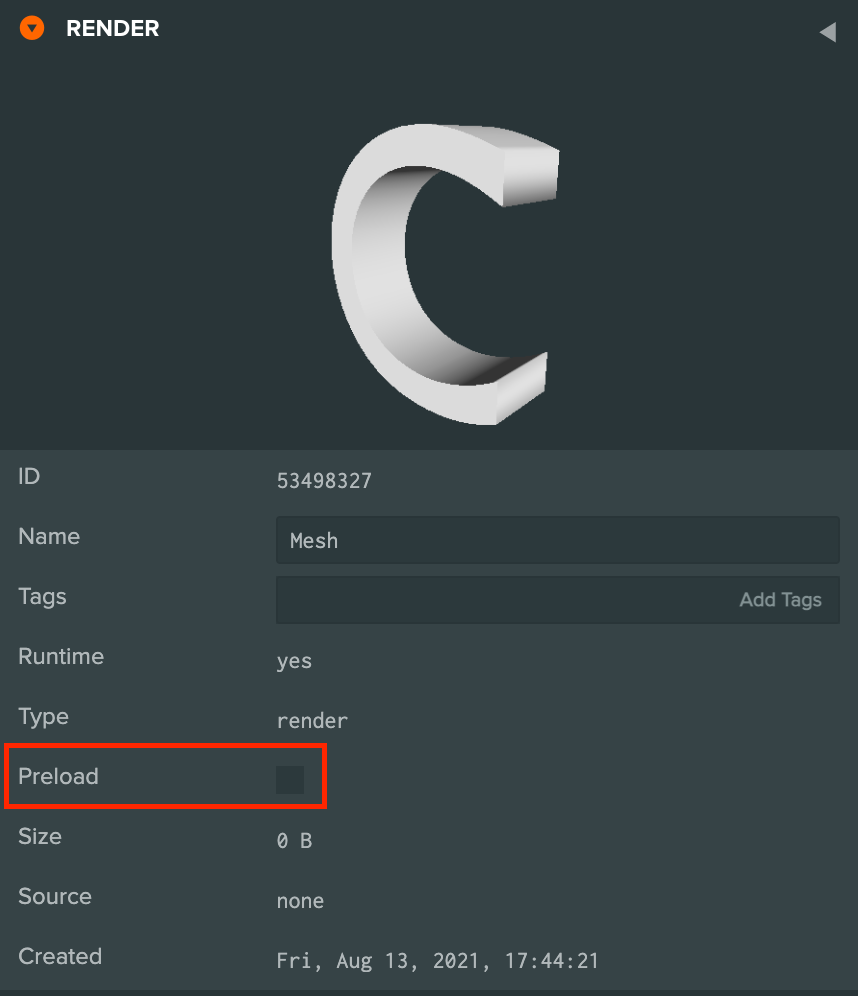 RENDER
ID 53498327
Name Mesh
Tags Add Tags
Runtime yes
Type render
Preload
Size 0 B
Source none
Created Fri, Aug 13, 2021, 17:44:21